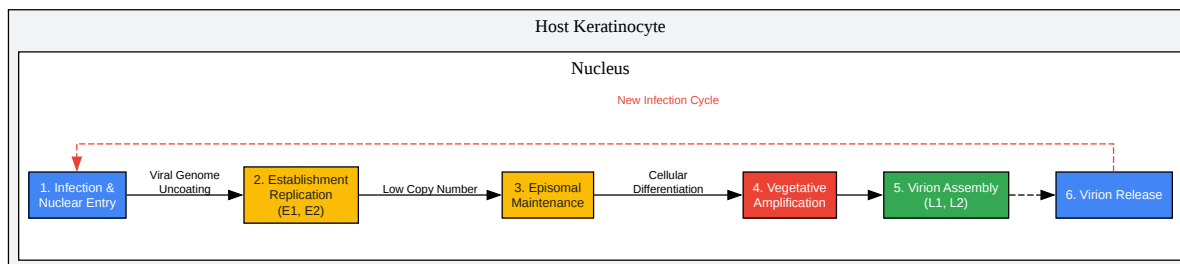 Host Keratinocyte
Nucleus
New Infection Cycle
1. Infection &
Nuclear Entry
Viral Genome
Uncoating
2. Establishment
Replication
(E1, E2)
Low Copy Number
3. Episomal
Maintenance
Cellular
Differentiation
4. Vegetative
Amplification
5. Virion Assembly
(L1, L2)
6. Virion Release